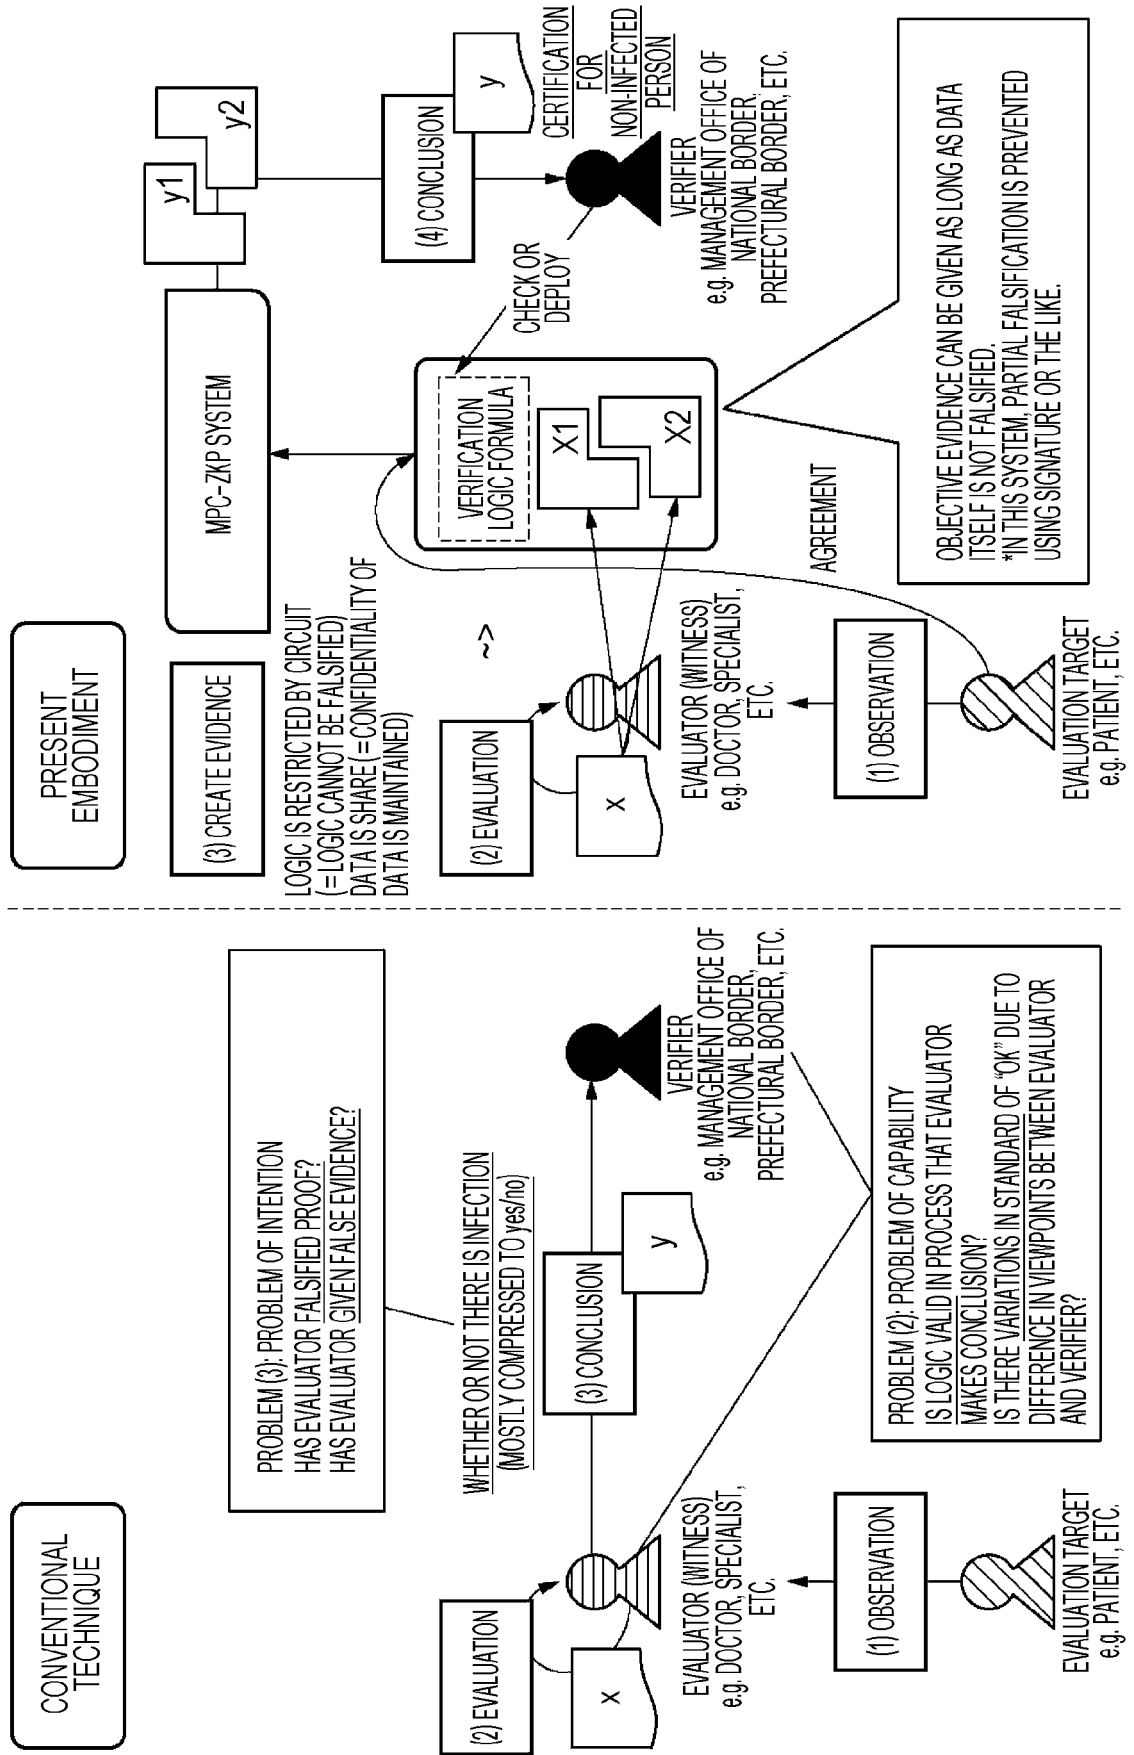 CONVENTIONAL
TECHNIQUE
PROBLEM (3): PROBLEM OF INTENTION
HAS EVALUATOR FALSIFIED PROOF?
HAS EVALUATOR GIVEN FALSE EVIDENCE?
WHETHER OR NOT THERE IS INFECTION
(MOSTLY COMPRESSED TO yes/no)
(2) EVALUATION
x
(3) CONCLUSION
y
EVALUATOR (WITNESS)
e.g. DOCTOR, SPECIALIST,
ETC.
VERIFIER
e.g. MANAGEMENT OFFICE OF
NATIONAL BORDER,
PREFECTURAL BORDER, ETC.
(1) OBSERVATION
EVALUATION TARGET
e.g. PATIENT, ETC.
PROBLEM (2): PROBLEM OF CAPABILITY
IS LOGIC VALID IN PROCESS THAT EVALUATOR
MAKES CONCLUSION?
IS THERE VARIATIONS IN STANDARD OF "OK" DUE TO
DIFFERENCE IN VIEWPOINTS BETWEEN EVALUATOR
AND VERIFIER?
PRESENT
EMBODIMENT
(3) CREATE EVIDENCE
MPC-ZKP SYSTEM
y1
y2
LOGIC IS RESTRICTED BY CIRCUIT
(=LOGIC CANNOT BE FALSIFIED)
DATA IS SHARE (=CONFIDENTIALITY OF
DATA IS MAINTAINED)
(2) EVALUATION
x
~>
VERIFICATION
LOGIC FORMULA
X1
X2
CHECK OR
DEPLOY
(4) CONCLUSION
y
CERTIFICATION
FOR
NON-INFECTED
PERSON
EVALUATOR (WITNESS)
e.g. DOCTOR, SPECIALIST,
ETC.
VERIFIER
e.g. MANAGEMENT OFFICE OF
NATIONAL BORDER,
PREFECTURAL BORDER, ETC.
(1) OBSERVATION
AGREEMENT
EVALUATION TARGET
e.g. PATIENT, ETC.
OBJECTIVE EVIDENCE CAN BE GIVEN AS LONG AS DATA
ITSELF IS NOT FALSIFIED.
*IN THIS SYSTEM, PARTIAL FALSIFICATION IS PREVENTED
USING SIGNATURE OR THE LIKE.